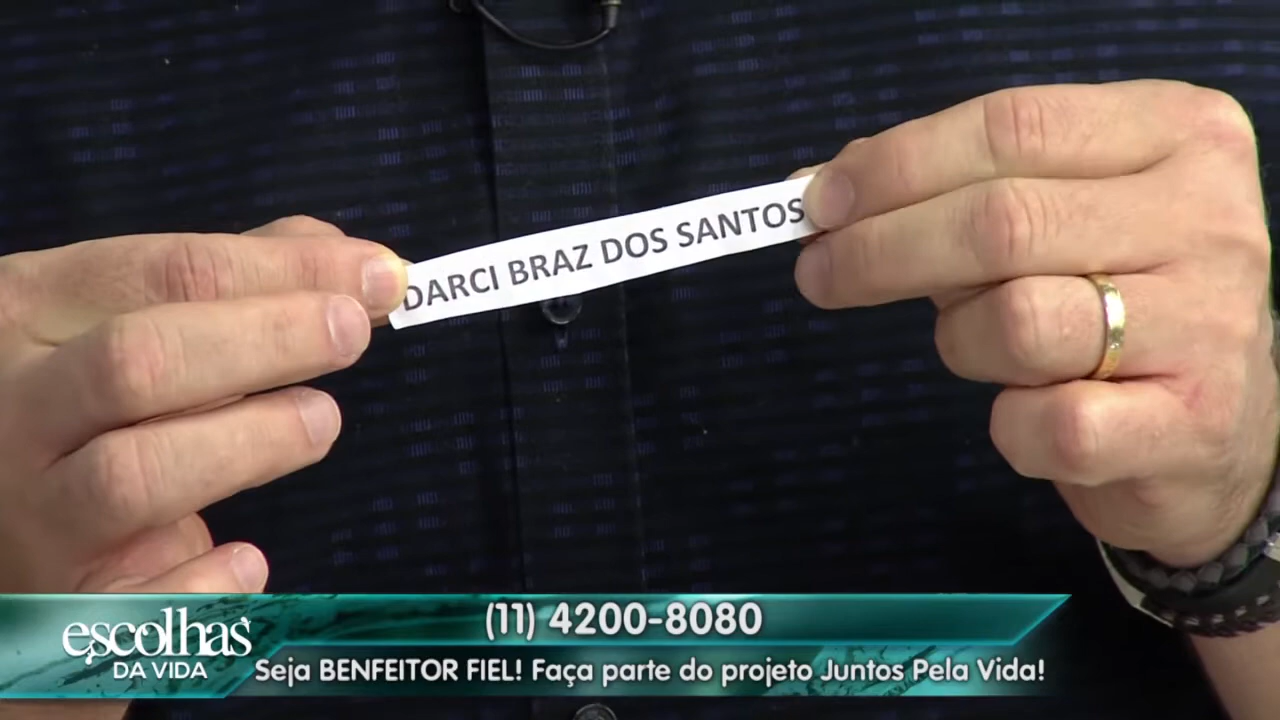 DARCI BRAZ DOS SANTOS
(11) 4200-8080
escolhas
DA VIDA
Seja BENFEITOR FIEL! Faça parte do projeto Juntos Pela Vida!